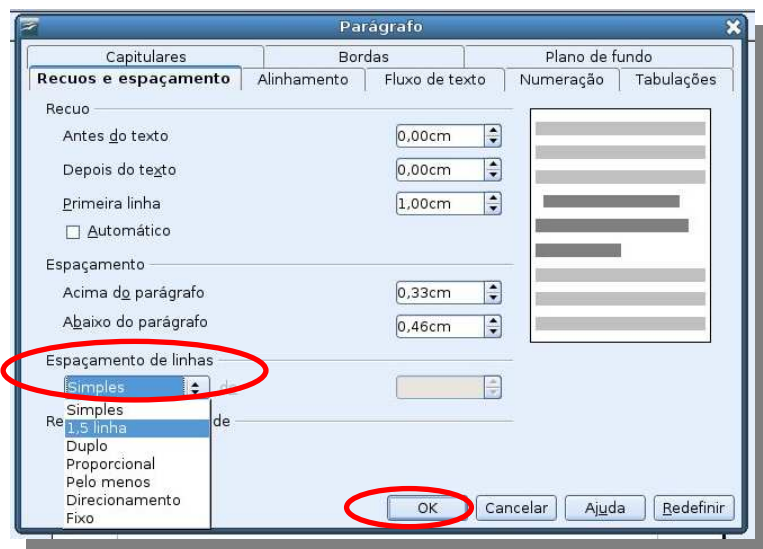 Parágrafo
Capitulares Bordas Plano de fundo
Recuos e espaçamento Alinhamento Fluxo de texto Numeração Tabulações
Recuo
Antes do texto 0,00cm
Depois do texto 0,00cm
Primeira linha 1,00cm
Automático
Espaçamento
Acima do parágrafo 0,33cm
Abaixo do parágrafo 0,46cm
Espaçamento de linhas
Simples de
Simples
Re de
1,5 linha
Duplo
Proporcional
Pelo menos
Direcionamento
Fixo
OK Cancelar Ajuda Redefinir